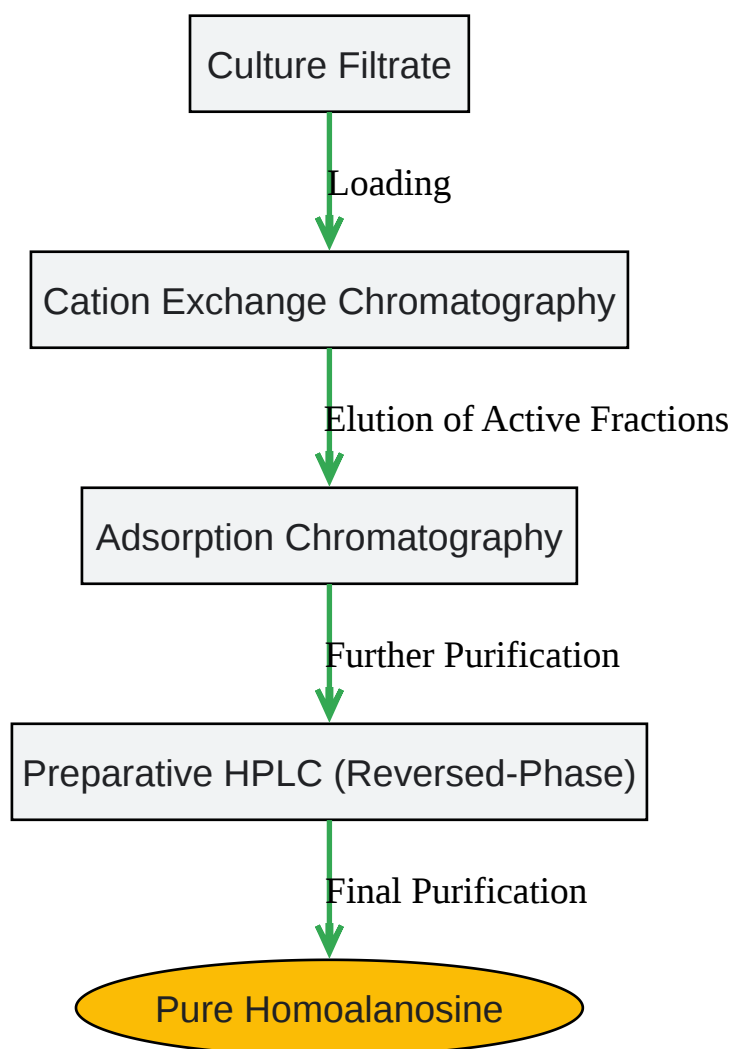 Culture Filtrate
Loading
Cation Exchange Chromatography
Elution of Active Fractions
Adsorption Chromatography
Further Purification
Preparative HPLC (Reversed-Phase)
Final Purification
Pure Homoalanosine